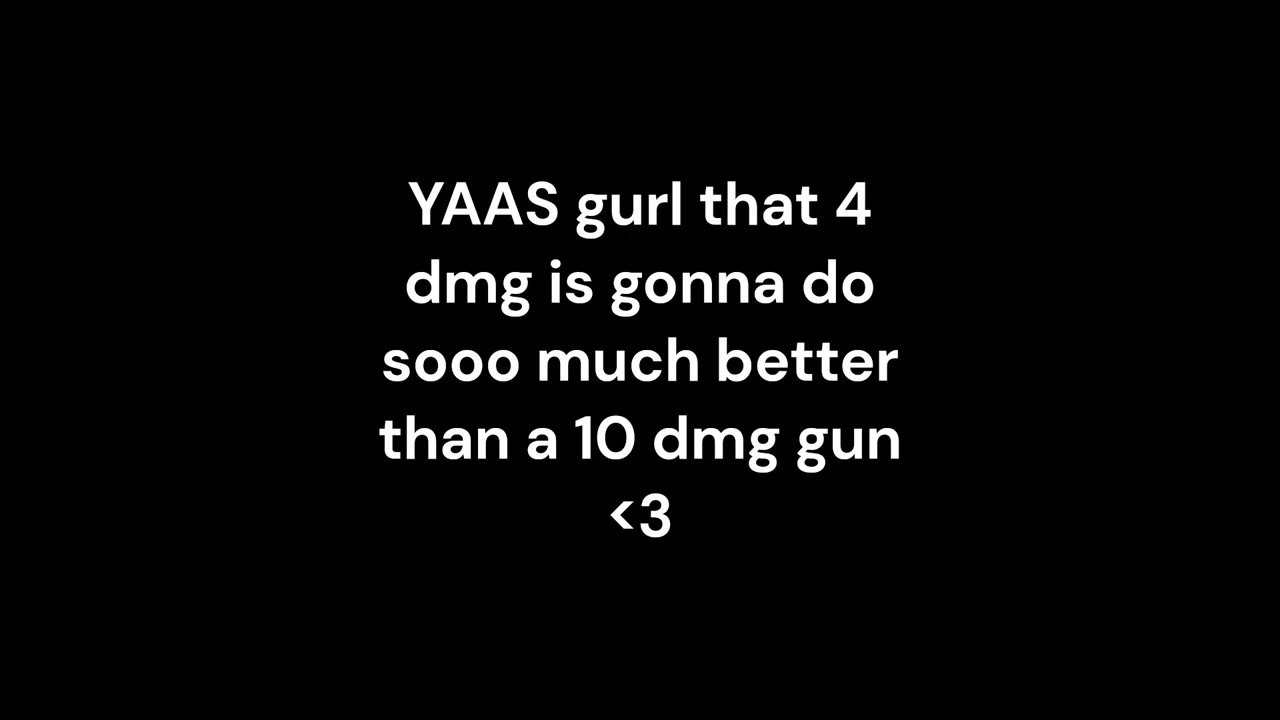 YAAS gurl that 4
dmg is gonna do
sooo much better
than a 10 dmg gun
<3